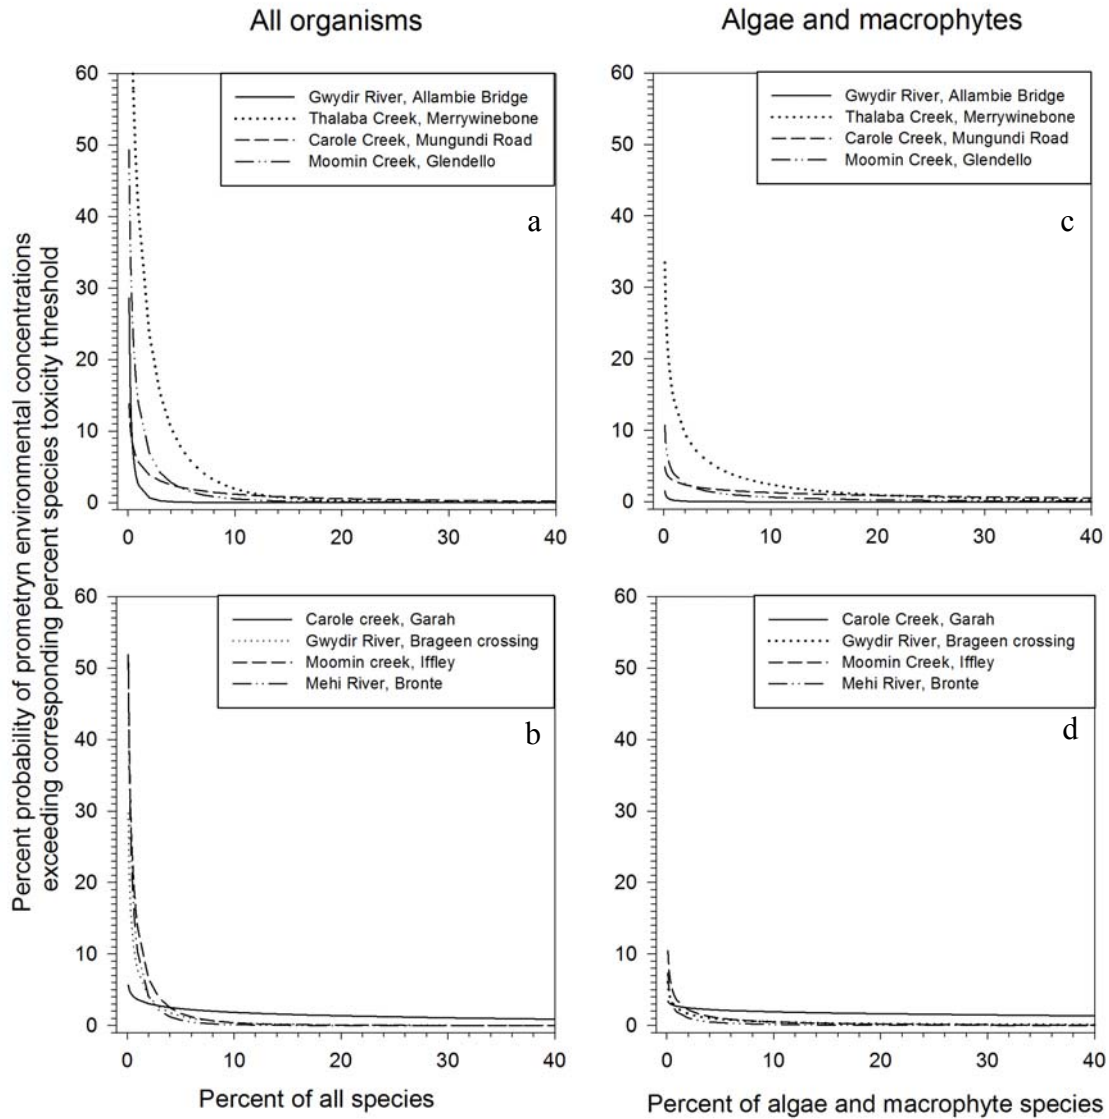 All organisms
Algae and macrophytes
Percent probability of prometryn environmental concentrations
exceeding corresponding percent species toxicity threshold
60
50
40
30
20
10
0
Gwydir River, Allambie Bridge
Thalaba Creek, Merrywinebone
Carole Creek, Mungundi Road
Moomin Creek, Glendello
a
0 10 20 30 40
60
50
40
30
20
10
0
Gwydir River, Allambie Bridge
Thalaba Creek, Merrywinebone
Carole Creek, Mungundi Road
Moomin Creek, Glendello
c
0 10 20 30 40
60
50
40
30
20
10
0
Carole creek, Garah
Gwydir River, Brageen crossing
Moomin creek, Iffley
Mehi River, Bronte
b
0 10 20 30 40
Percent of all species
60
50
40
30
20
10
0
Carole Creek, Garah
Gwydir River, Brageen crossing
Moomin Creek, Iffley
Mehi River, Bronte
d
0 10 20 30 40
Percent of algae and macrophyte species